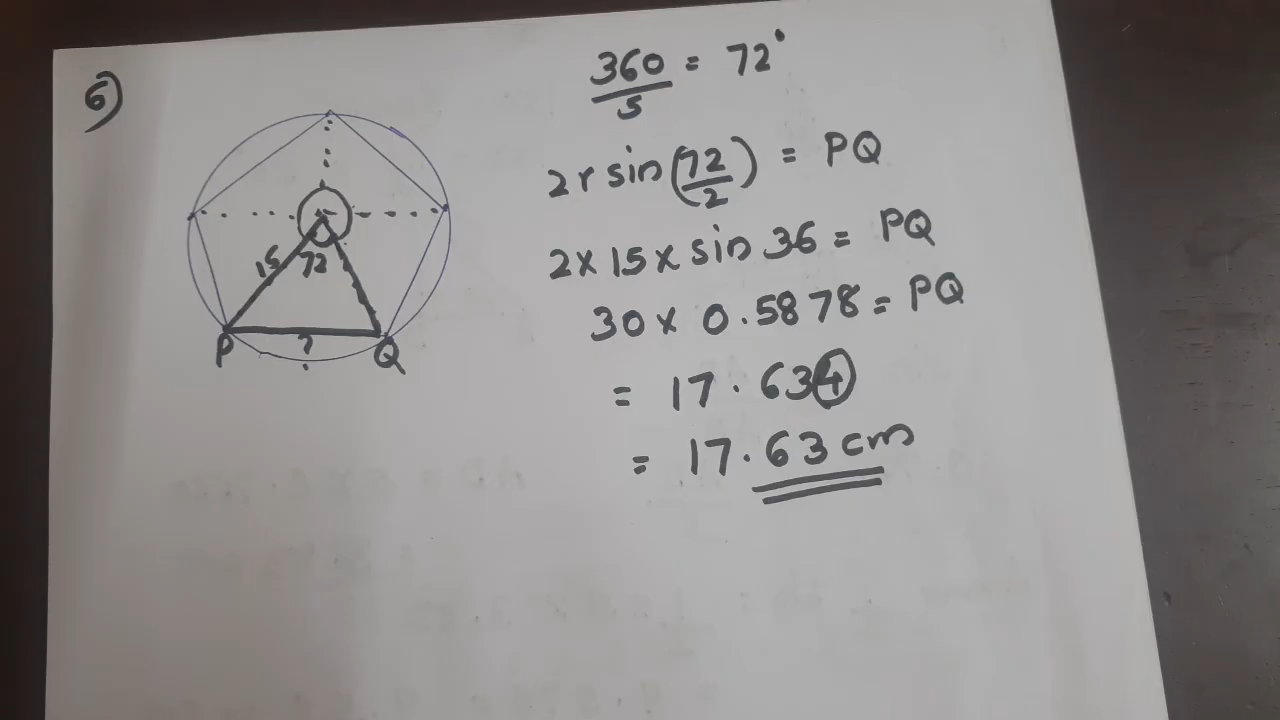 6)
360/5 = 72°
2r sin(72/2) = PQ
2 x 15 x sin 36 = PQ
30 x 0.5878 = PQ
= 17.634
= 17.63 cm
15
72
P ? Q